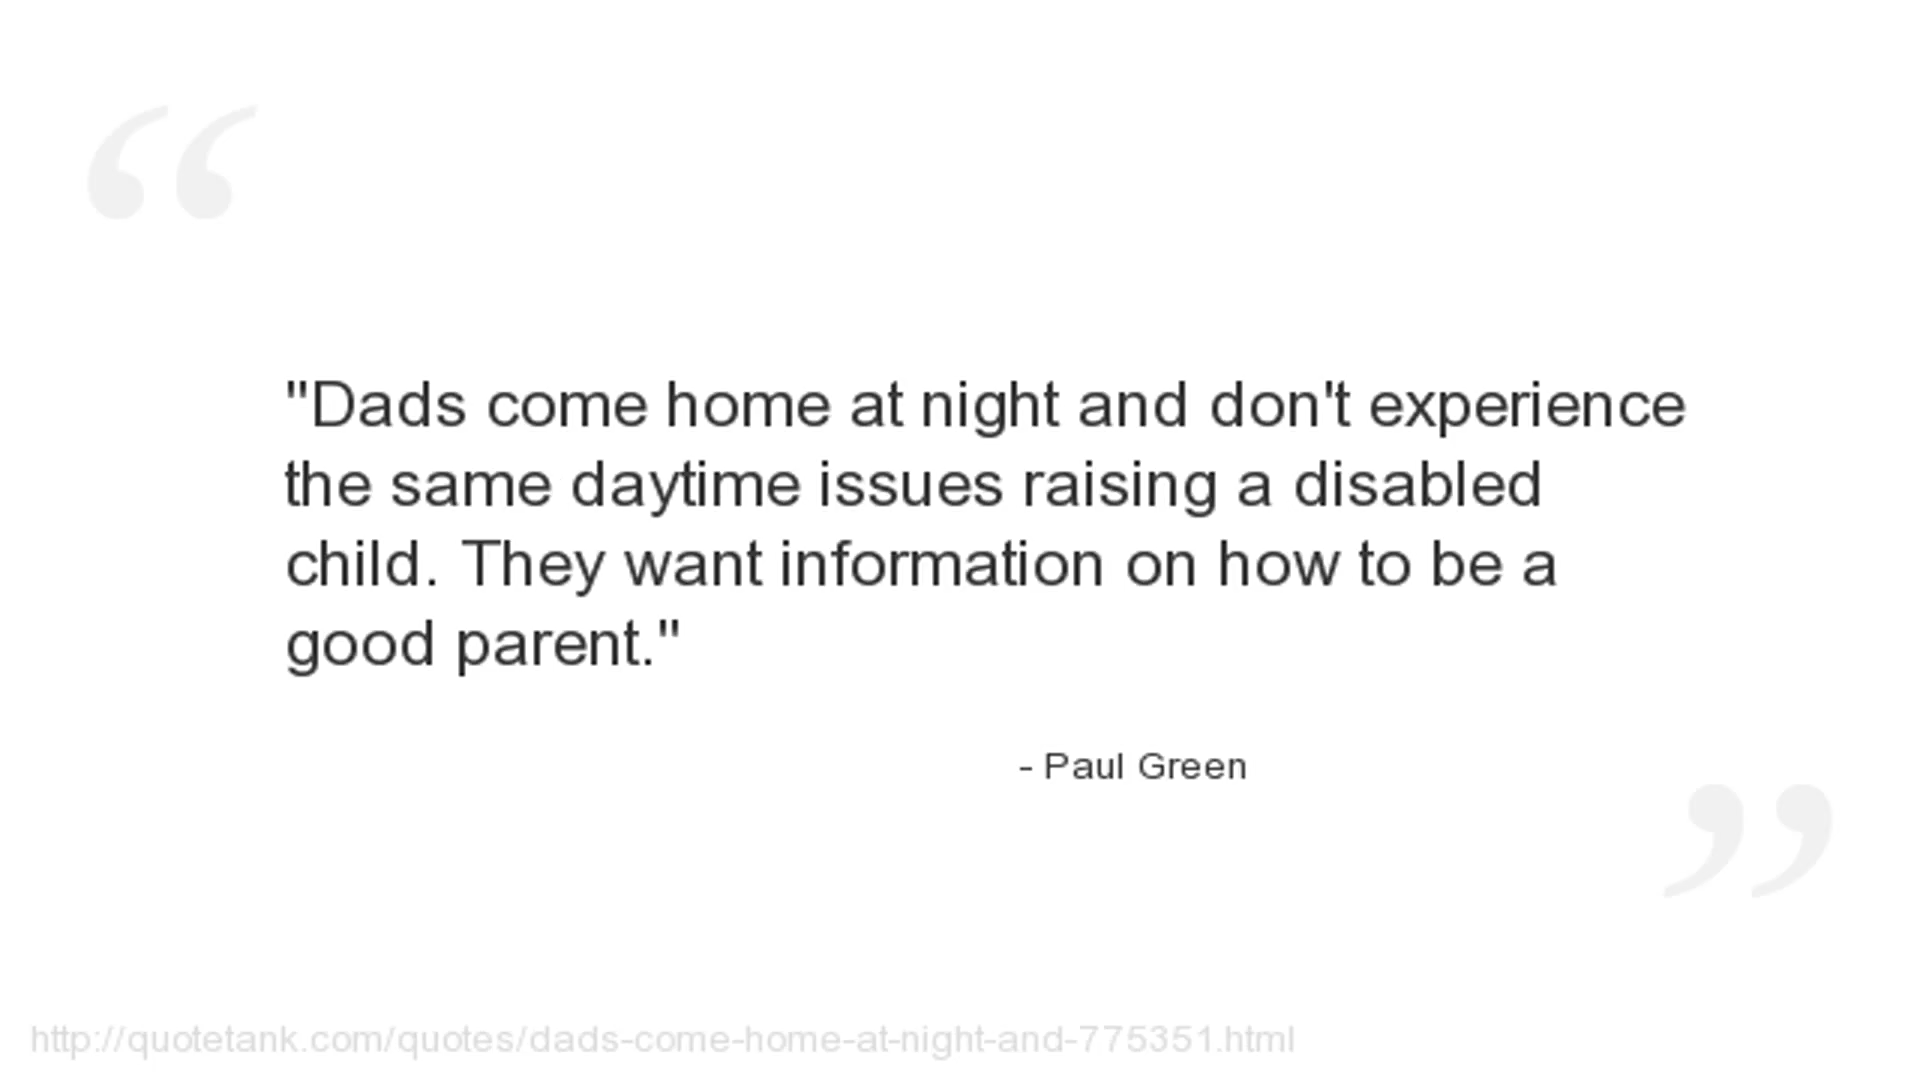 "Dads come home at night and don't experience
the same daytime issues raising a disabled
child. They want information on how to be a
good parent."
- Paul Green
http://quotetank.com/quotes/dads-come-home-at-night-and-775351.html